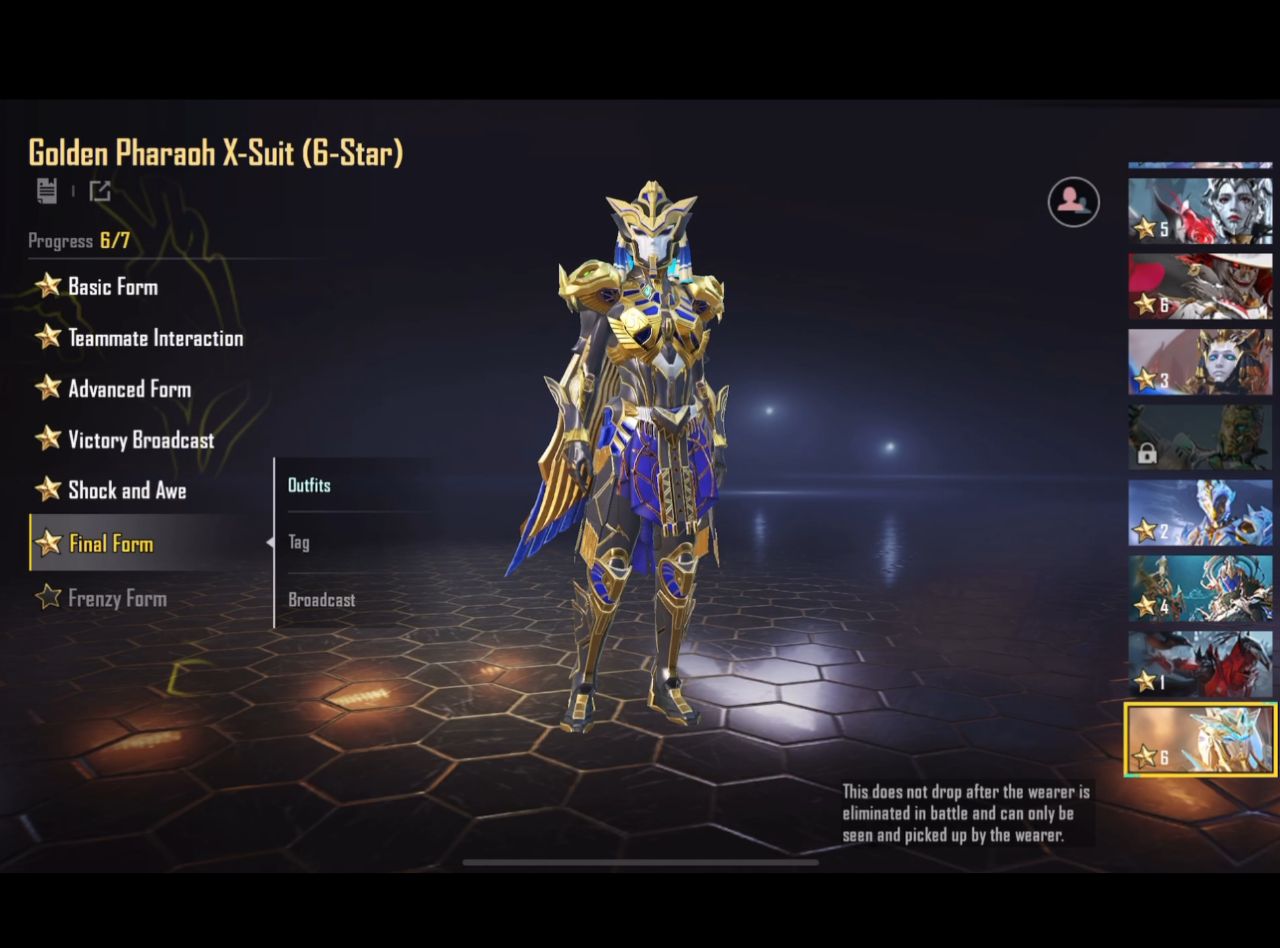 Golden Pharaoh X-Suit (6-Star)
Progress 6/7
Basic Form
Teammate Interaction
Advanced Form
Victory Broadcast
Shock and Awe
Final Form
Frenzy Form
Outfits
Tag
Broadcast
5
6
3
2
4
1
6
This does not drop after the wearer is
eliminated in battle and can only be
seen and picked up by the wearer.